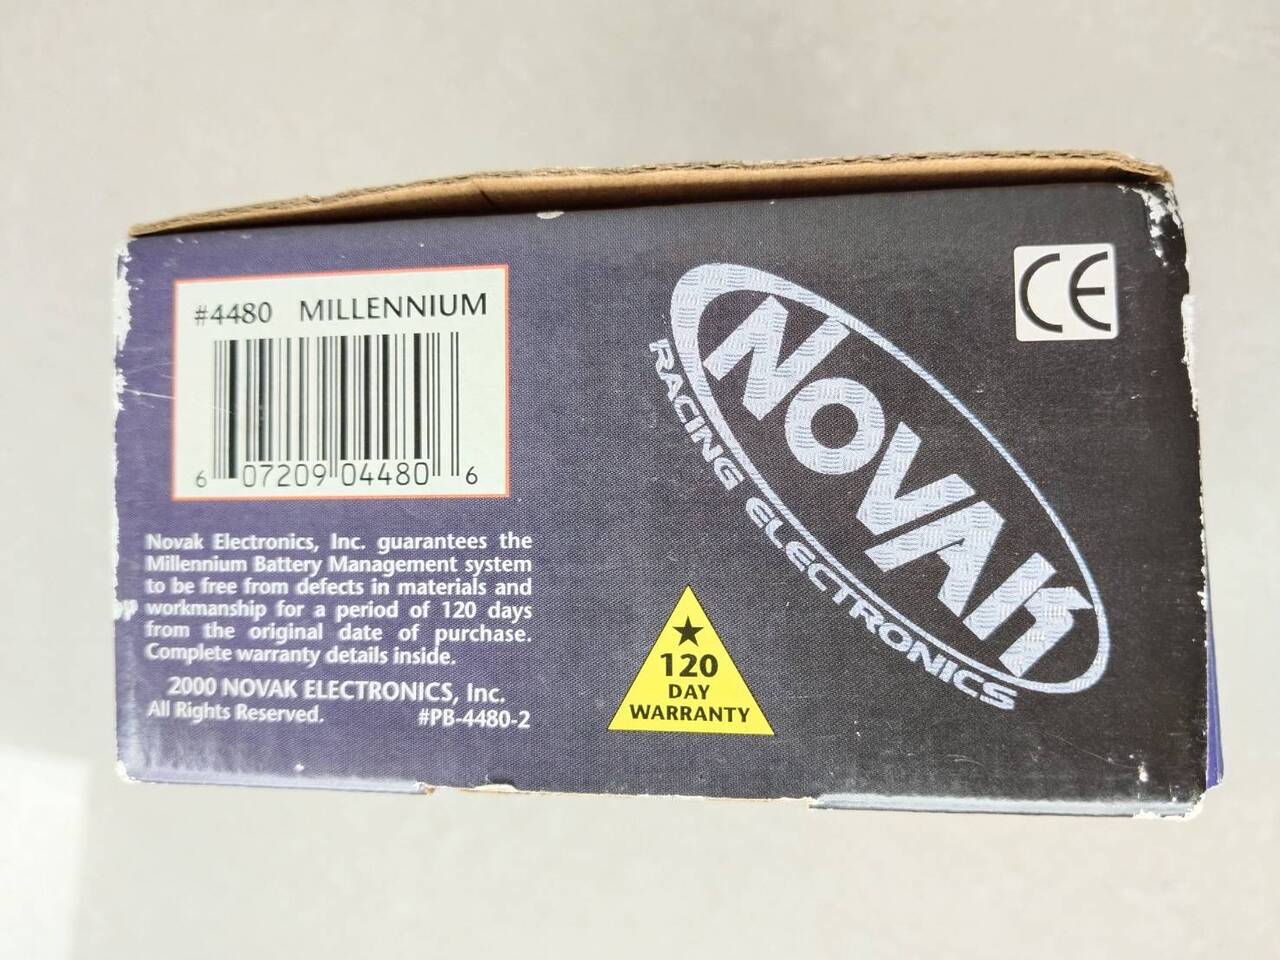 #4480 MILLENNIUM
6 07209 04480 6
Novak Electronics, Inc. guarantees the
Millennium Battery Management system
to be free from defects in materials and
workmanship for a period of 120 days
from the original date of purchase.
Complete warranty details inside.
2000 NOVAK ELECTRONICS, Inc.
All Rights Reserved. #PB-4480-2
120
DAY
WARRANTY
NOVAK
RACING ELECTRONICS
CE